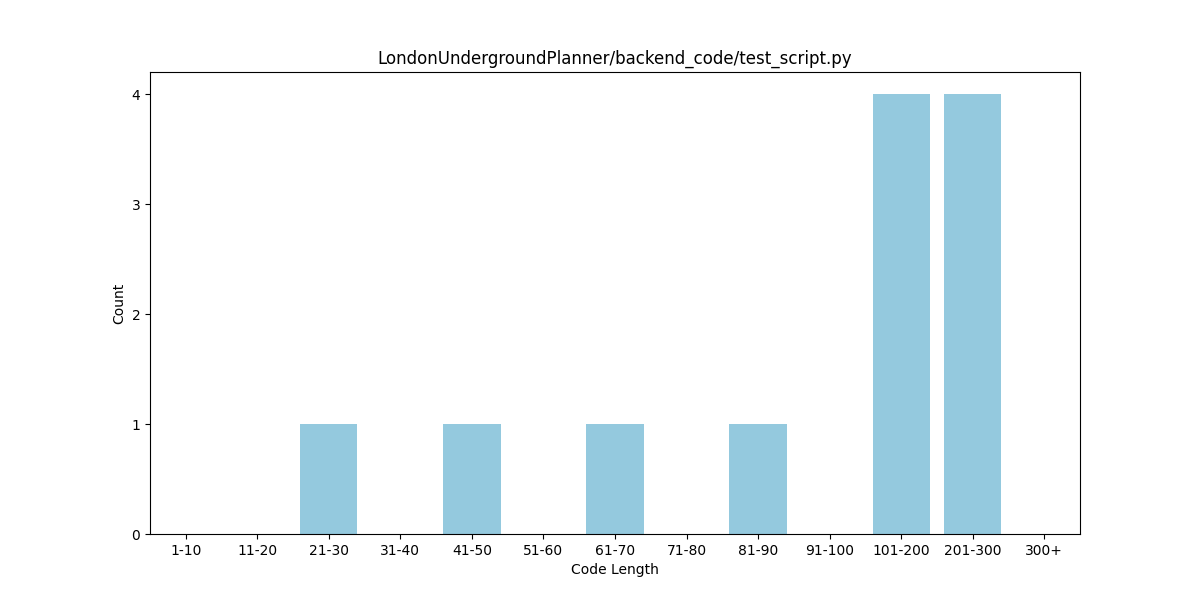 LondonUndergroundPlanner/backend_code/test_script.py
4
3
2
1
0
Count
1-10 11-20 21-30 31-40 41-50 51-60 61-70 71-80 81-90 91-100 101-200 201-300 300+
Code Length